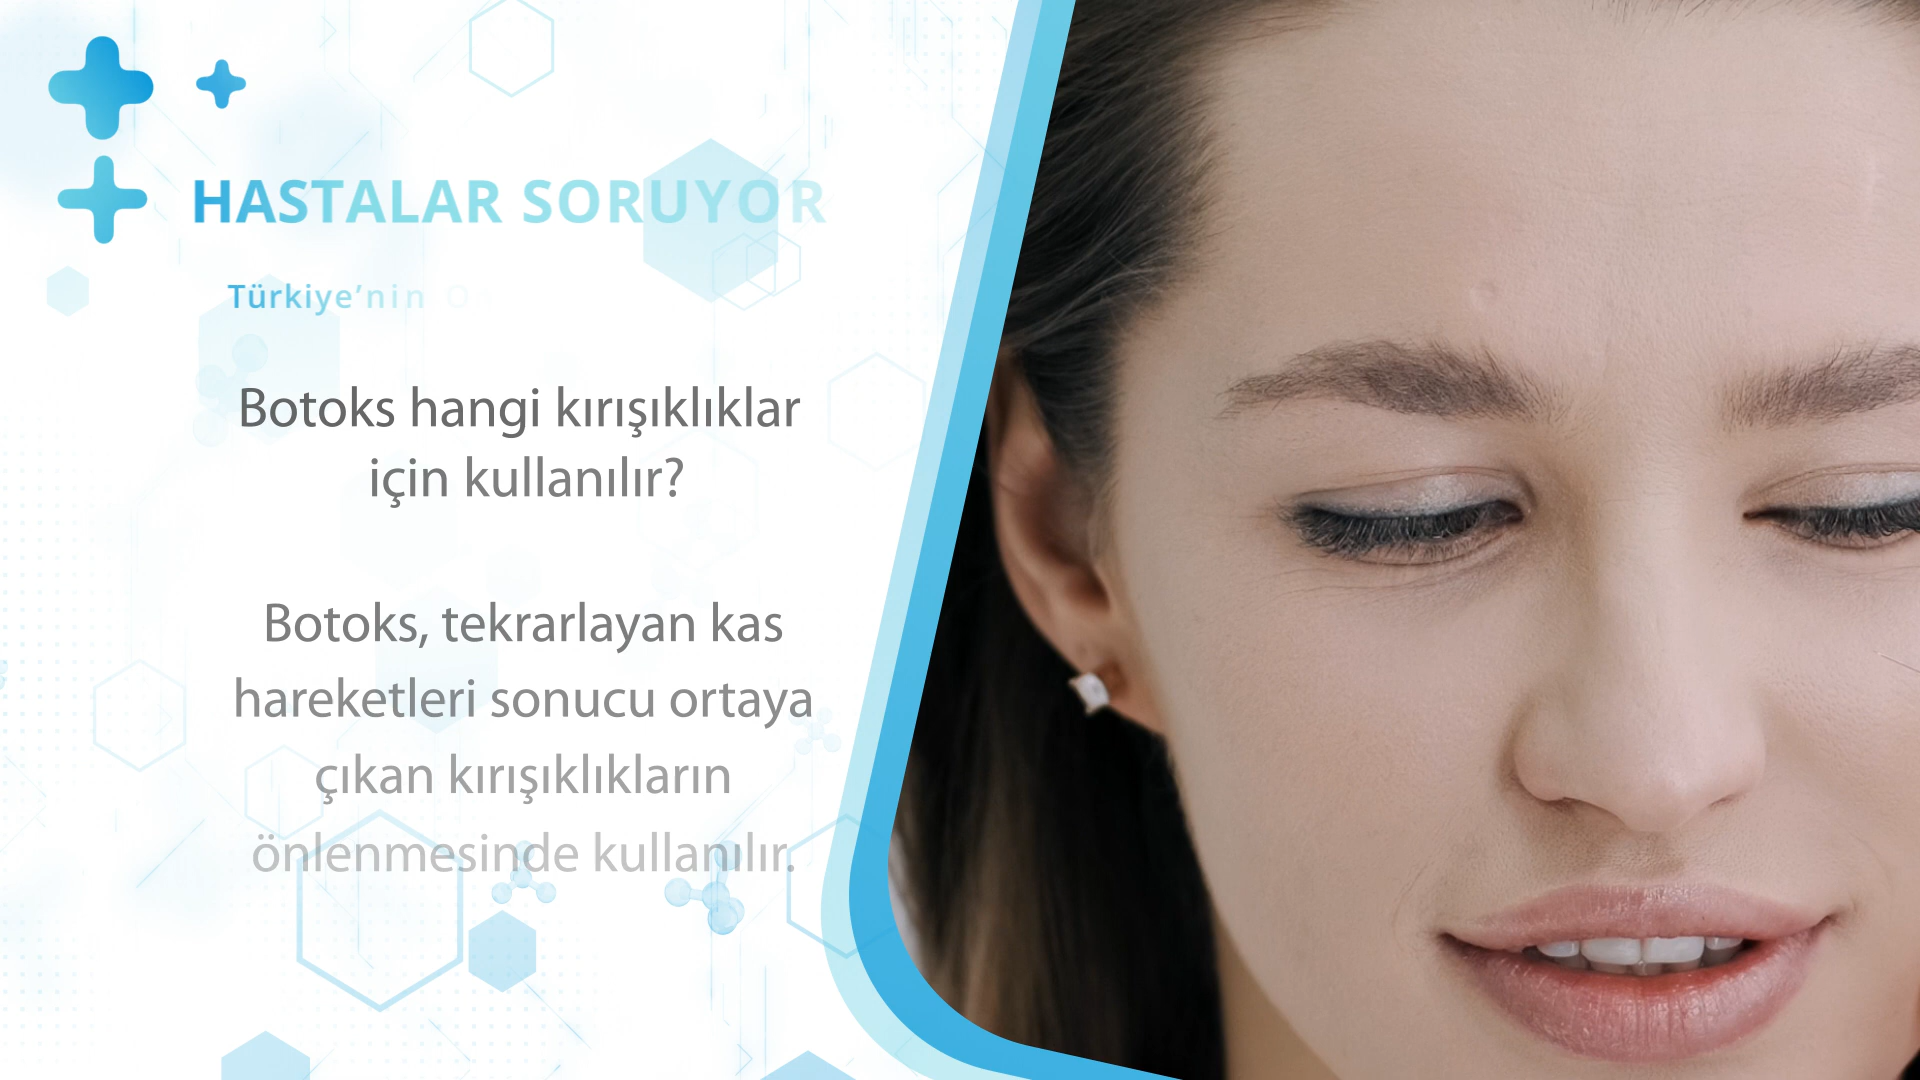 HASTALAR SORUYOR
Türkiye’nin
Botoks hangi kırışıklıklar
için kullanılır?
Botoks, tekrarlayan kas
hareketleri sonucu ortaya
çıkan kırışıklıkların
önlenmesinde kullanılır.